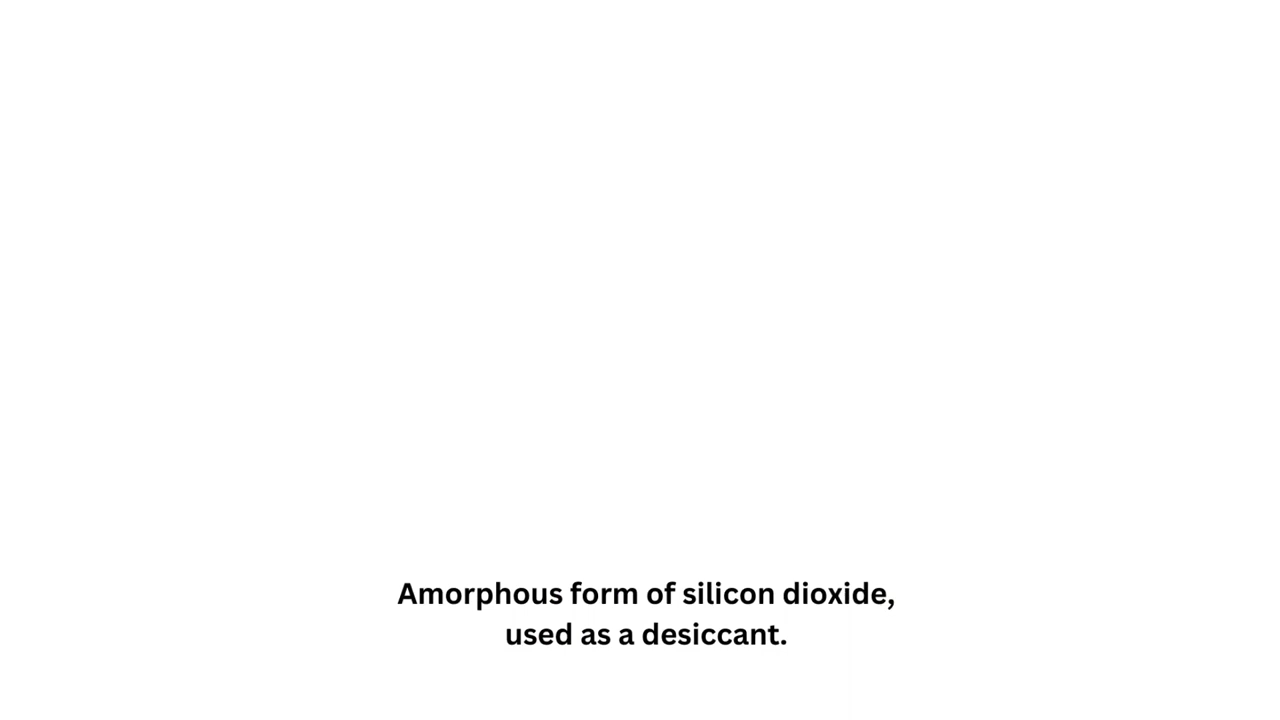 Amorphous form of silicon dioxide,
used as a desiccant.